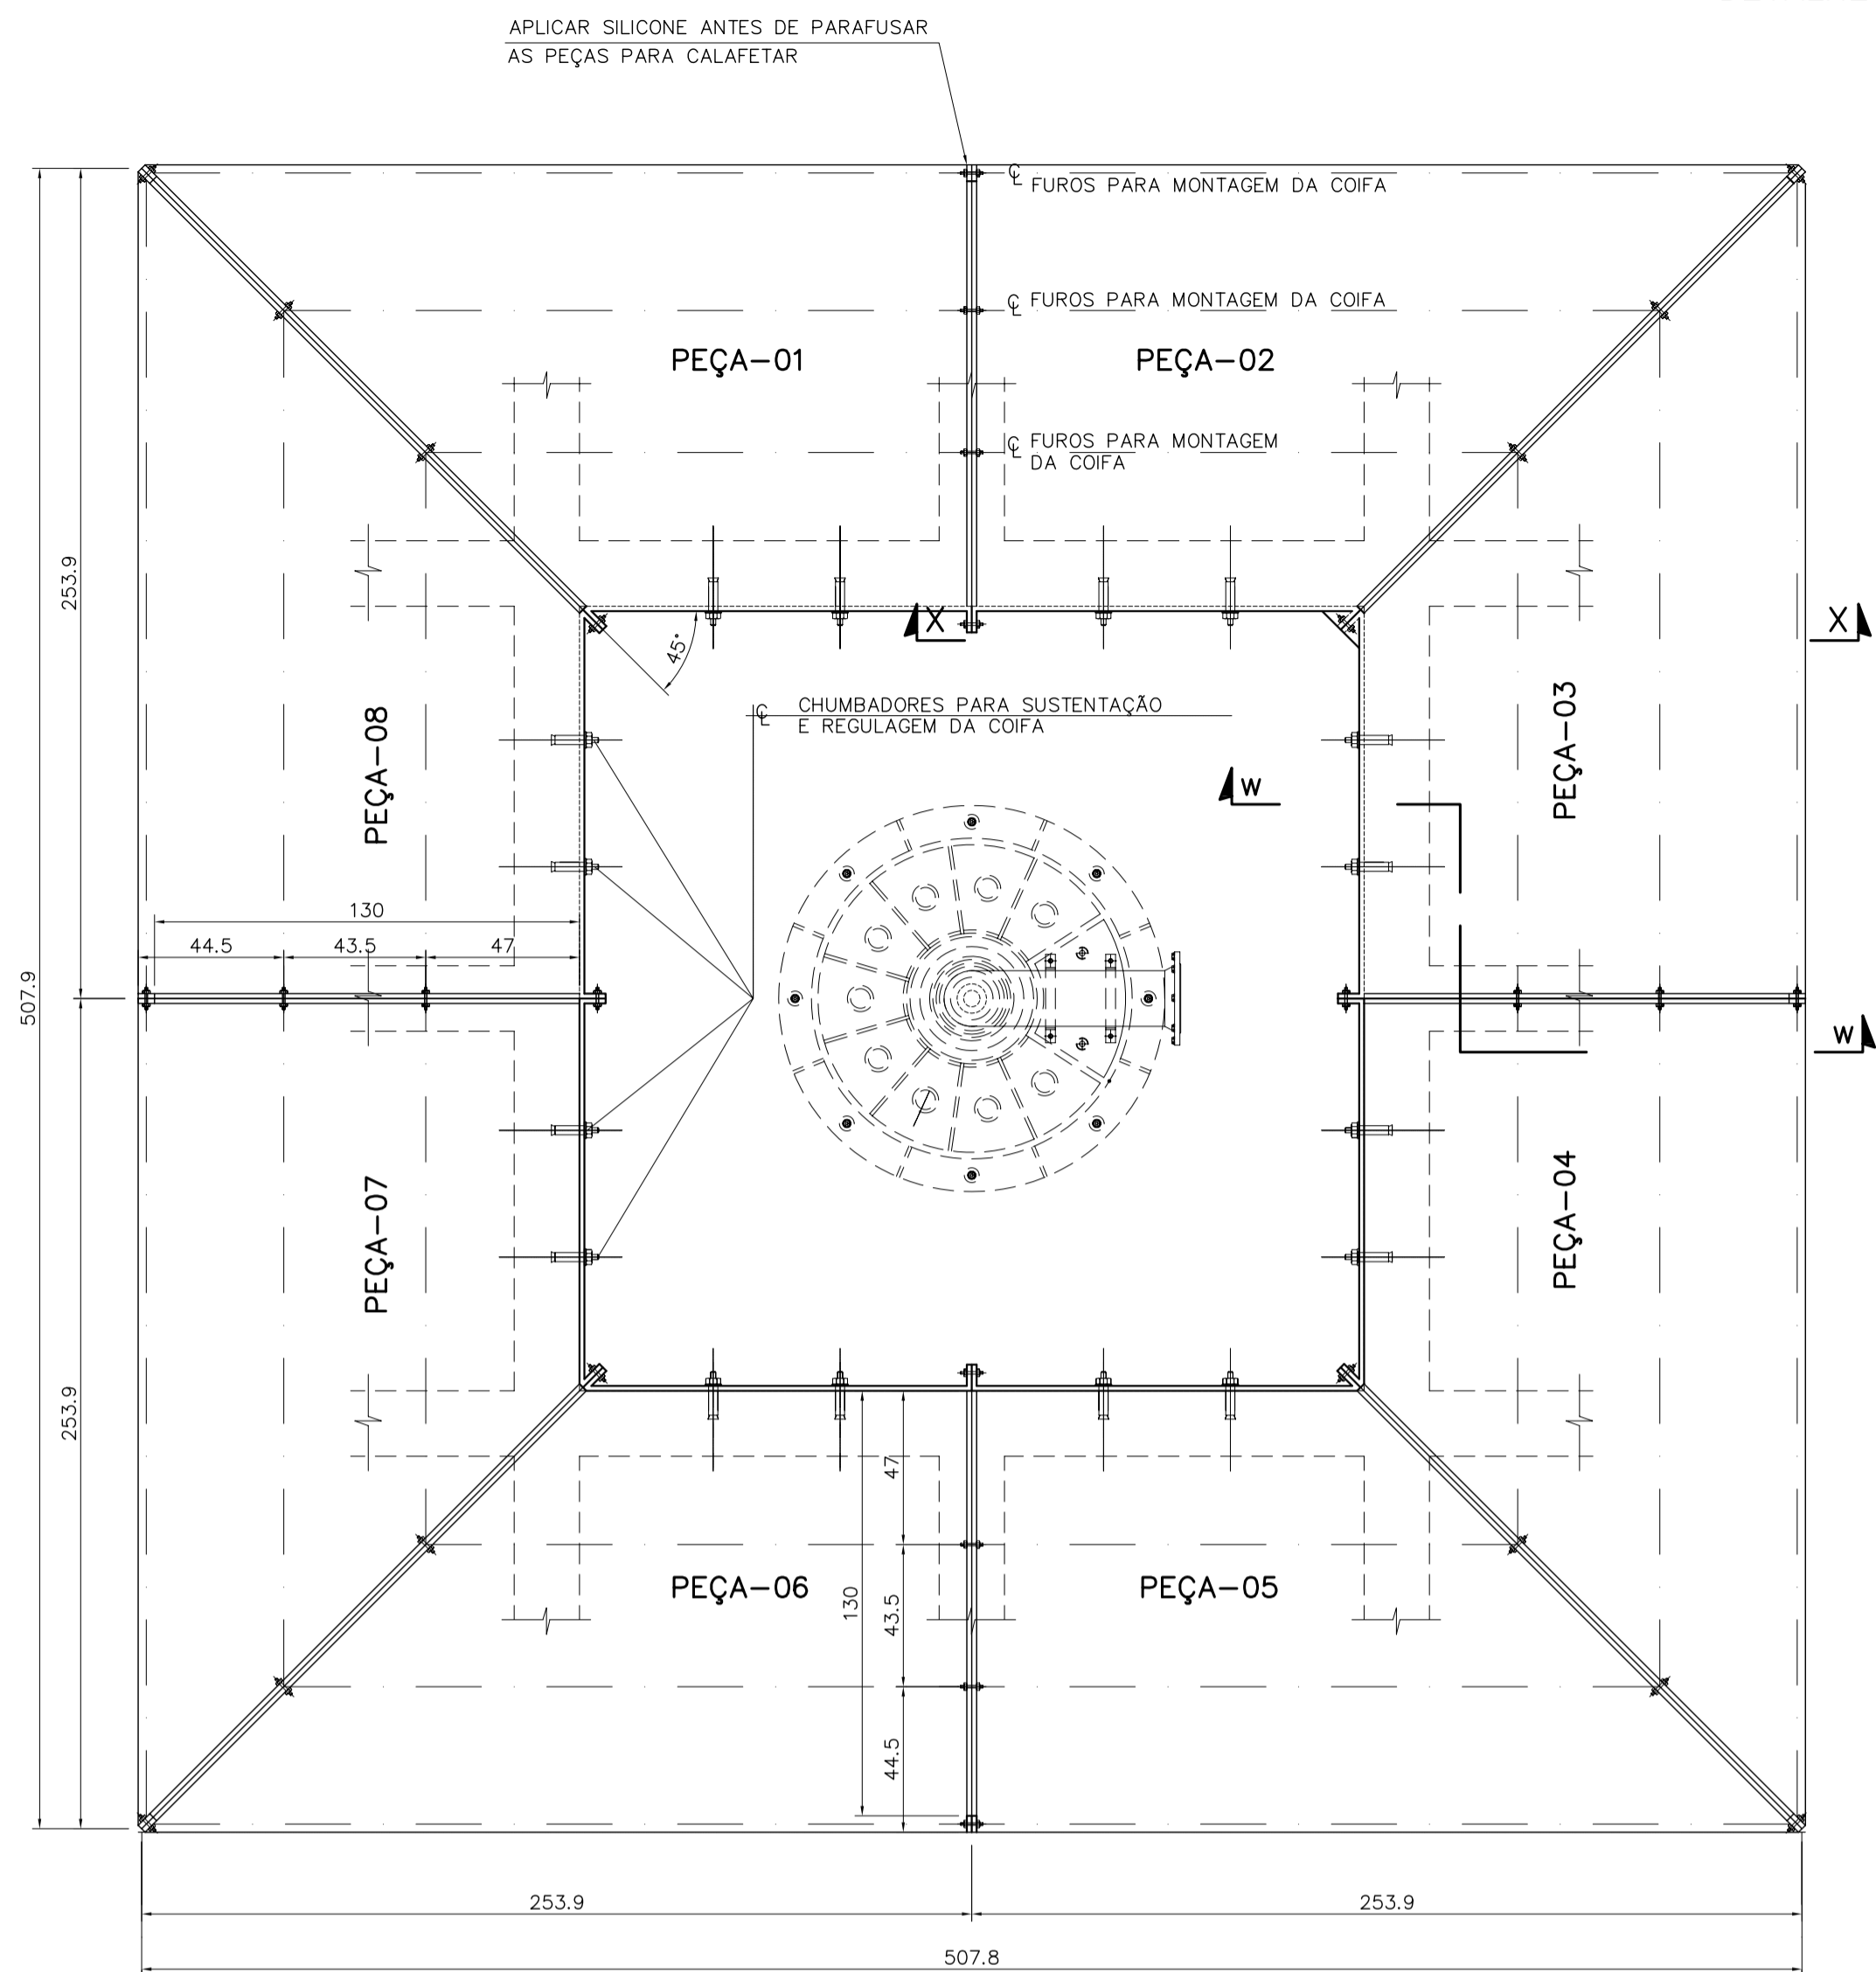 APLICAR SILICONE ANTES DE PARAFUSAR
AS PEÇAS PARA CALAFETAR
℄ FUROS PARA MONTAGEM DA COIFA
℄ FUROS PARA MONTAGEM DA COIFA
PEÇA-01
PEÇA-02
℄ FUROS PARA MONTAGEM
DA COIFA
253.9
X
X
45°
℄ CHUMBADORES PARA SUSTENTAÇÃO
E REGULAGEM DA COIFA
PEÇA-08
PEÇA-03
W
130
44.5
43.5
47
507.9
W
PEÇA-07
PEÇA-04
253.9
47
PEÇA-06
PEÇA-05
130
43.5
44.5
253.9
253.9
507.8